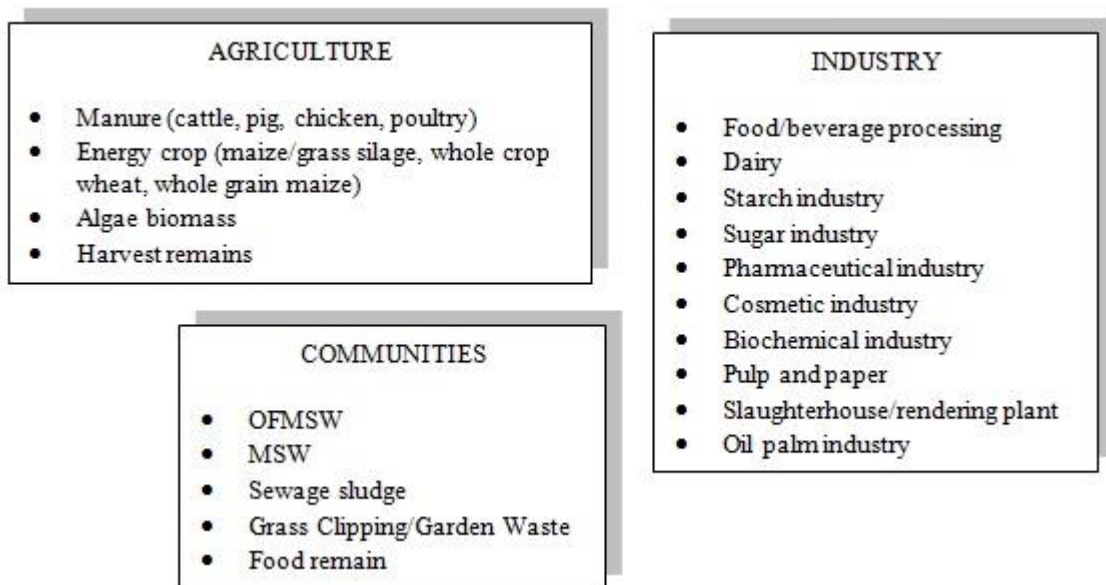 AGRICULTURE
• Manure (cattle, pig, chicken, poultry)
• Energy crop (maize/grass silage, whole crop
wheat, whole grain maize)
• Algae biomass
• Harvest remains
INDUSTRY
• Food/beverage processing
• Dairy
• Starch industry
• Sugar industry
• Pharmaceutical industry
• Cosmetic industry
• Biochemical industry
• Pulp and paper
• Slaughterhouse/rendering plant
• Oil palm industry
COMMUNITIES
• OFMSW
• MSW
• Sewage sludge
• Grass Clipping/Garden Waste
• Food remain